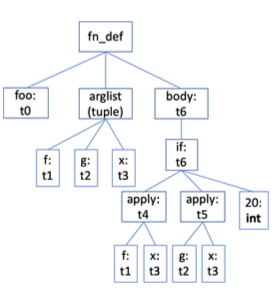 fn_def
foo:
t0
arglist
(tuple)
body:
t6
f:
t1
g:
t2
x:
t3
if:
t6
apply:
t4
apply:
t5
20:
int
f:
t1
x:
t3
g:
t2
x:
t3